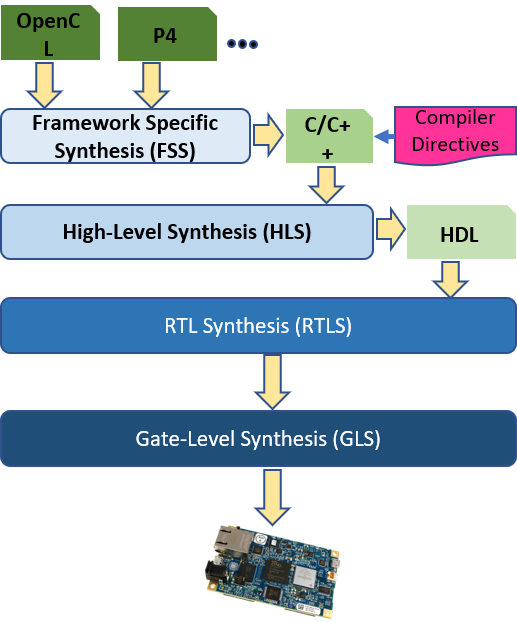 OpenC
L
P4
Framework Specific
Synthesis (FSS)
C/C+
+
Compiler
Directives
High-Level Synthesis (HLS)
HDL
RTL Synthesis (RTLS)
Gate-Level Synthesis (GLS)